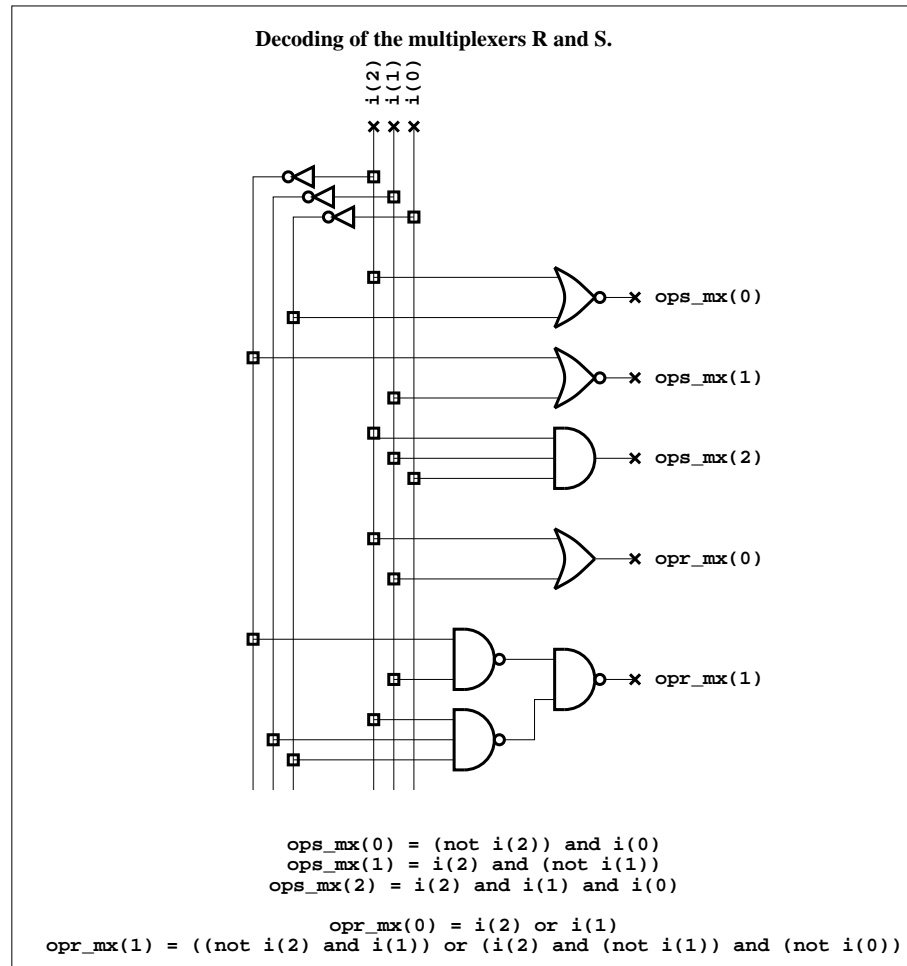 Decoding of the multiplexers R and S.
i(2)
i(1)
i(0)
ops_mx(0)
ops_mx(1)
ops_mx(2)
opr_mx(0)
opr_mx(1)
ops_mx(0) = (not i(2)) and i(0)
ops_mx(1) = i(2) and (not i(1))
ops_mx(2) = i(2) and i(1) and i(0)
opr_mx(0) = i(2) or i(1)
opr_mx(1) = ((not i(2) and i(1)) or (i(2) and (not i(1)) and (not i(0))